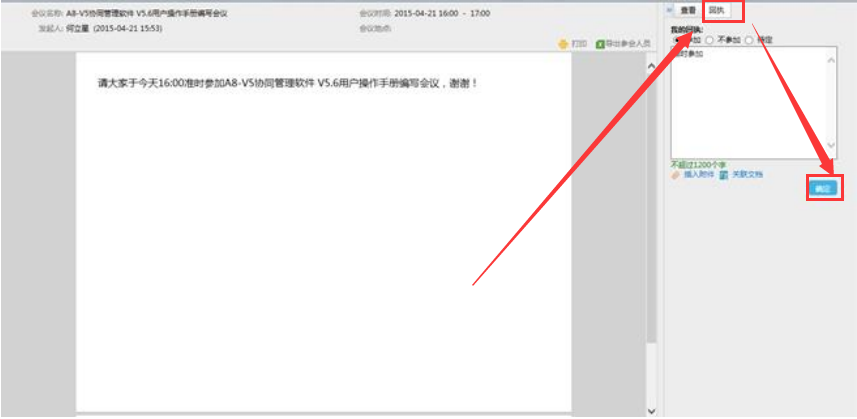 会议名称: A8-V5协同管理软件 V5.6用户操作手册编写会议
会议时间: 2015-04-21 16:00 - 17:00
查看 回执
发起人: 何立星 (2015-04-21 15:53)
会议地点:
打印 导出参会人员
我的回执:
加 不参加 待定
时参加
请大家于今天16:00准时参加A8-V5协同管理软件 V5.6用户操作手册编写会议，谢谢！
不超过1200个字
插入附件 关联文档
确定